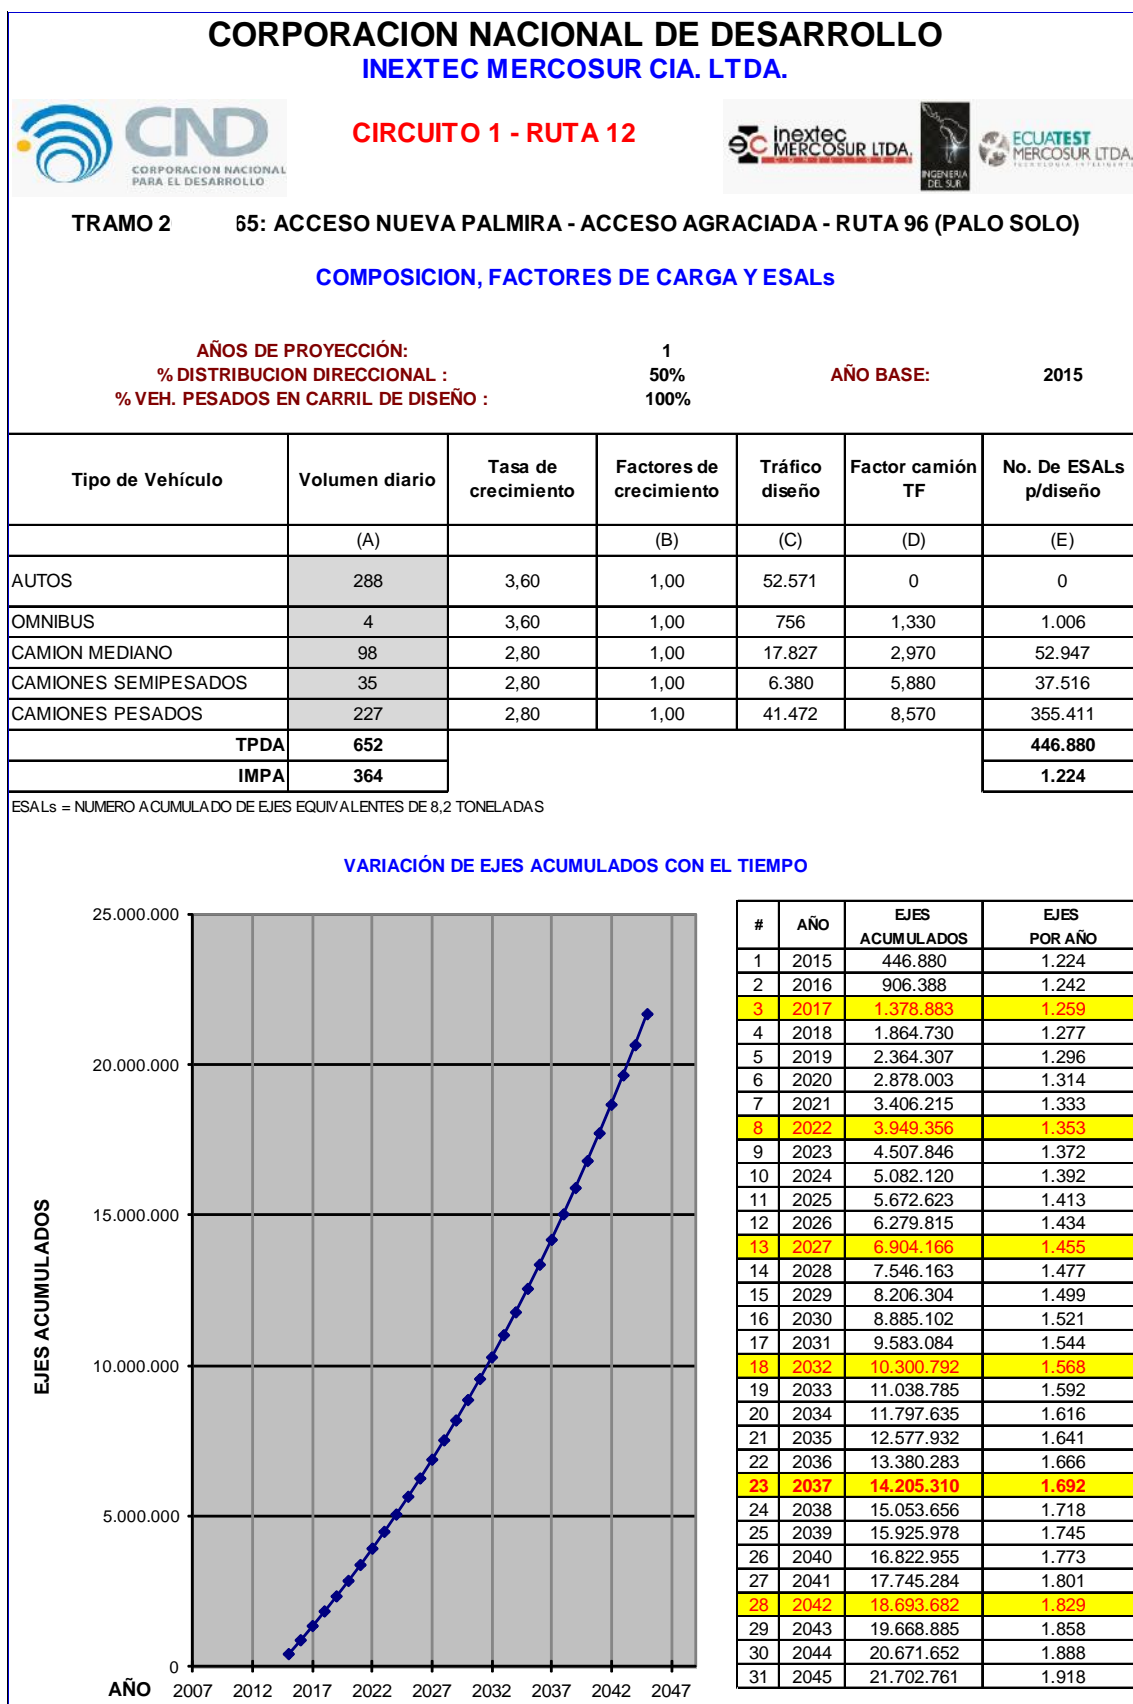 CORPORACION NACIONAL DE DESARROLLO
INEXTEC MERCOSUR CIA. LTDA.
CND
CORPORACION NACIONAL
PARA EL DESARROLLO
CIRCUITO 1 - RUTA 12
inextec
MERCOSUR LTDA.
CONSULTORES
INGENIERIA
DEL SUR
ECUATEST
MERCOSUR LTDA.
TECNOLOGIA INTELIGENTE
TRAMO 2 65: ACCESO NUEVA PALMIRA - ACCESO AGRACIADA - RUTA 96 (PALO SOLO)
COMPOSICION, FACTORES DE CARGA Y ESALs
AÑOS DE PROYECCIÓN: 1
% DISTRIBUCION DIRECCIONAL : 50% AÑO BASE: 2015
% VEH. PESADOS EN CARRIL DE DISEÑO : 100%
Tipo de Vehículo Volumen diario Tasa de crecimiento Factores de crecimiento Tráfico diseño Factor camión TF No. De ESALs p/diseño
(A) (B) (C) (D) (E)
AUTOS 288 3,60 1,00 52.571 0 0
OMNIBUS 4 3,60 1,00 756 1,330 1.006
CAMION MEDIANO 98 2,80 1,00 17.827 2,970 52.947
CAMIONES SEMIPESADOS 35 2,80 1,00 6.380 5,880 37.516
CAMIONES PESADOS 227 2,80 1,00 41.472 8,570 355.411
TPDA 652 446.880
IMPA 364 1.224
ESALs = NUMERO ACUMULADO DE EJES EQUIVALENTES DE 8,2 TONELADAS
VARIACIÓN DE EJES ACUMULADOS CON EL TIEMPO
25.000.000
20.000.000
15.000.000
10.000.000
5.000.000
0
EJES ACUMULADOS
AÑO 2007 2012 2017 2022 2027 2032 2037 2042 2047
# AÑO EJES ACUMULADOS EJES POR AÑO
1 2015 446.880 1.224
2 2016 906.388 1.242
3 2017 1.378.883 1.259
4 2018 1.864.730 1.277
5 2019 2.364.307 1.296
6 2020 2.878.003 1.314
7 2021 3.406.215 1.333
8 2022 3.949.356 1.353
9 2023 4.507.846 1.372
10 2024 5.082.120 1.392
11 2025 5.672.623 1.413
12 2026 6.279.815 1.434
13 2027 6.904.166 1.455
14 2028 7.546.163 1.477
15 2029 8.206.304 1.499
16 2030 8.885.102 1.521
17 2031 9.583.084 1.544
18 2032 10.300.792 1.568
19 2033 11.038.785 1.592
20 2034 11.797.635 1.616
21 2035 12.577.932 1.641
22 2036 13.380.283 1.666
23 2037 14.205.310 1.692
24 2038 15.053.656 1.718
25 2039 15.925.978 1.745
26 2040 16.822.955 1.773
27 2041 17.745.284 1.801
28 2042 18.693.682 1.829
29 2043 19.668.885 1.858
30 2044 20.671.652 1.888
31 2045 21.702.761 1.918